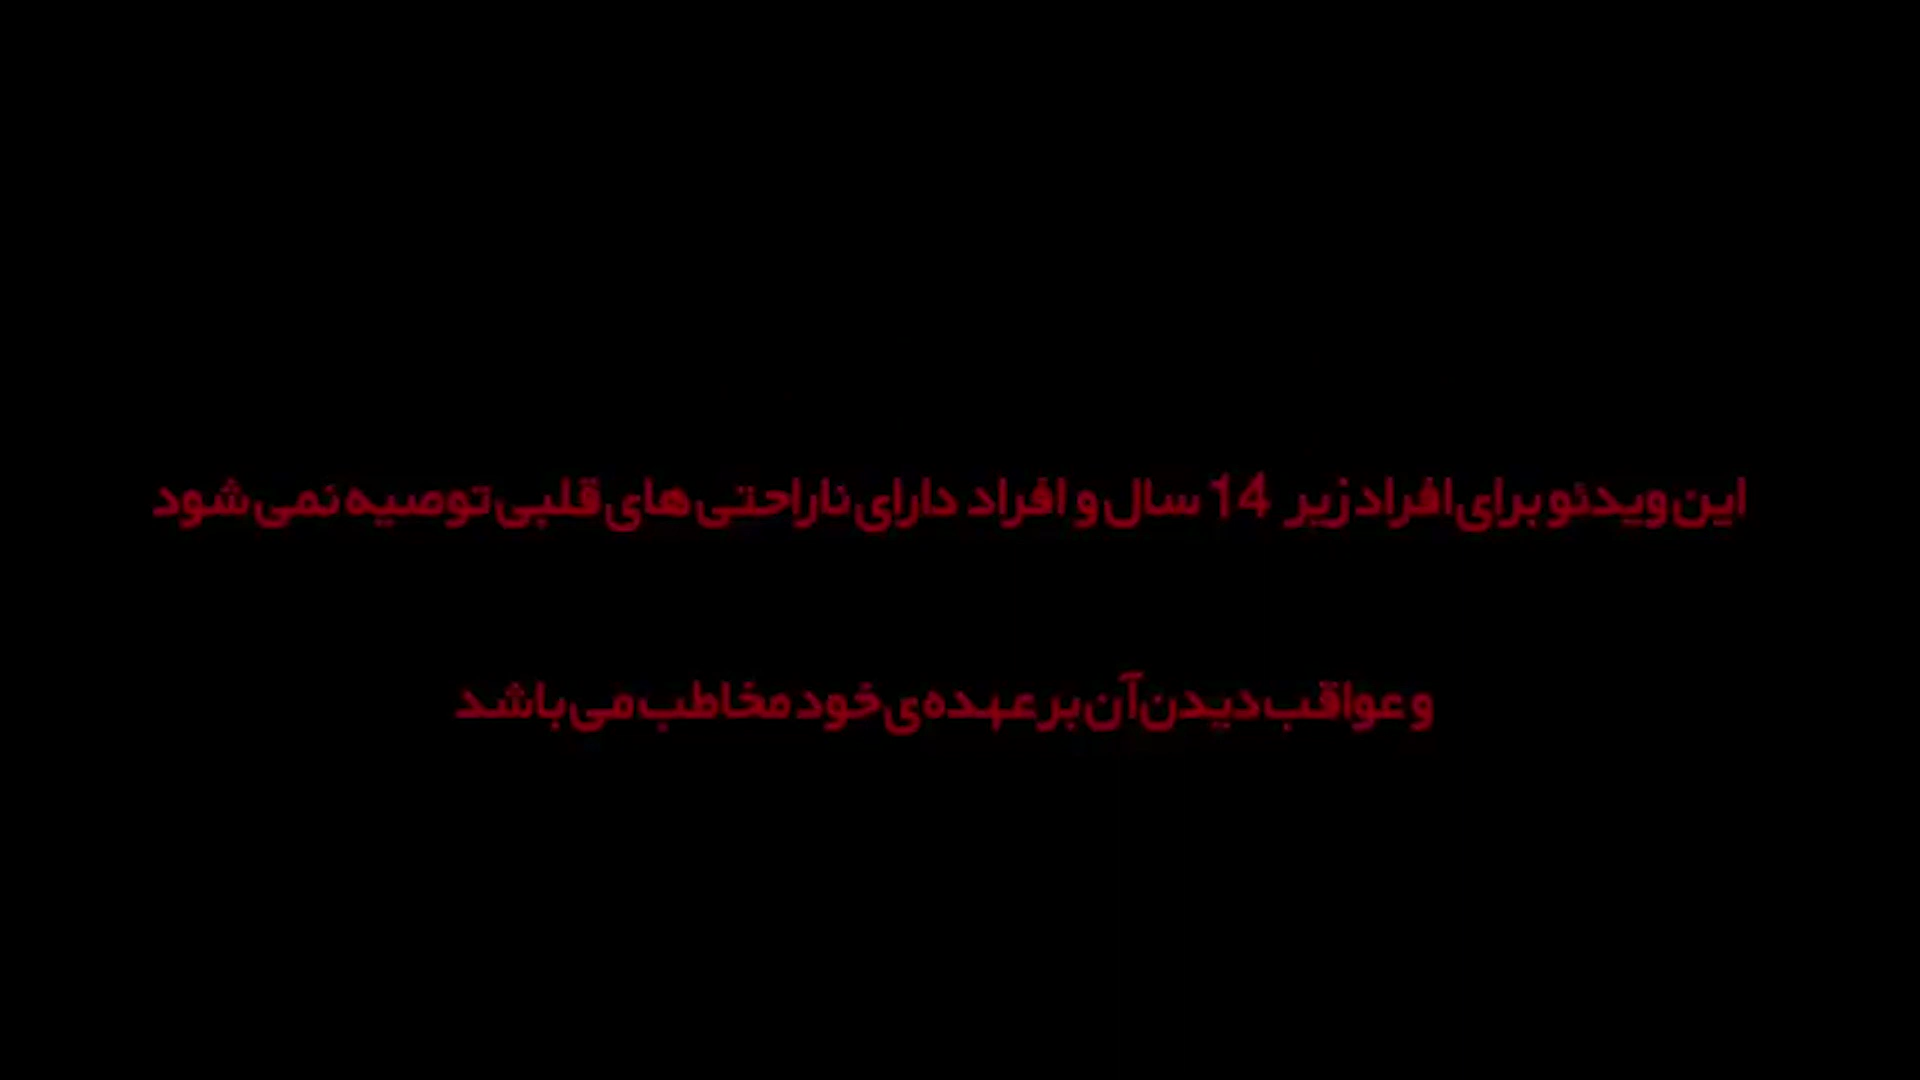 این ویدئو برای افراد زیر 14 سال و افراد دارای ناراحتی های قلبی توصیه نمی شود
و عواقب دیدن آن بر عهده ی خود مخاطب می باشد